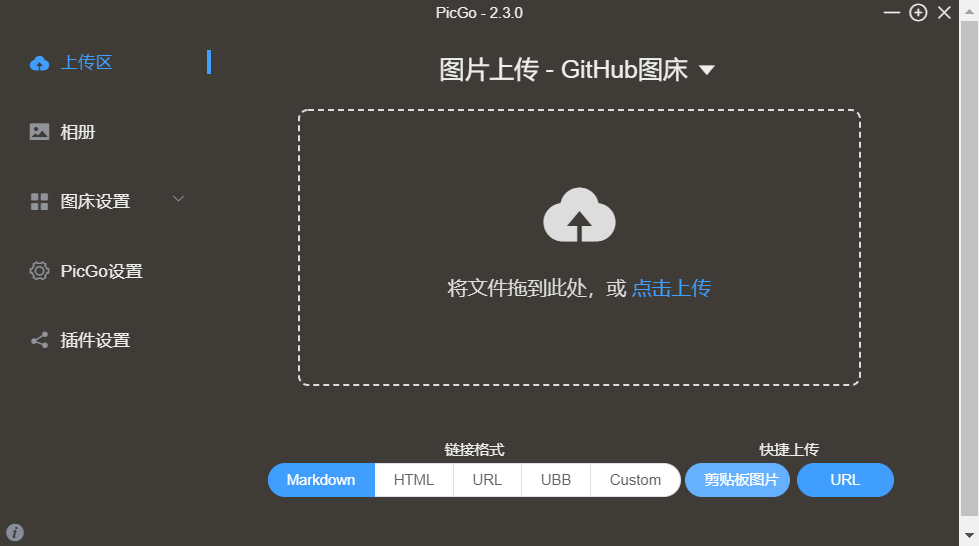 PicGo - 2.3.0
上传区
相册
图床设置
PicGo设置
插件设置
图片上传 - GitHub图床
将文件拖到此处，或 点击上传
链接格式
Markdown HTML URL UBB Custom
快捷上传
剪贴板图片 URL